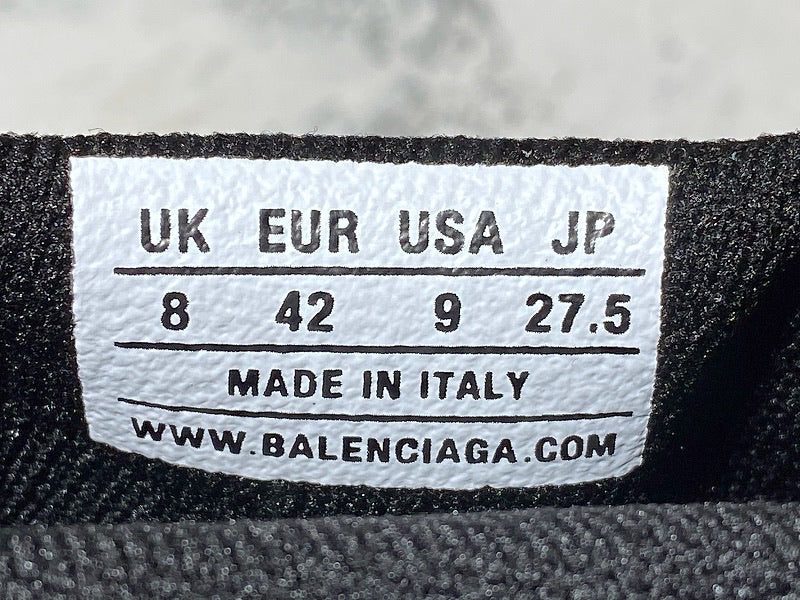 UK EUR USA JP
8 42 9 27.5
MADE IN ITALY
WWW.BALENCIAGA.COM